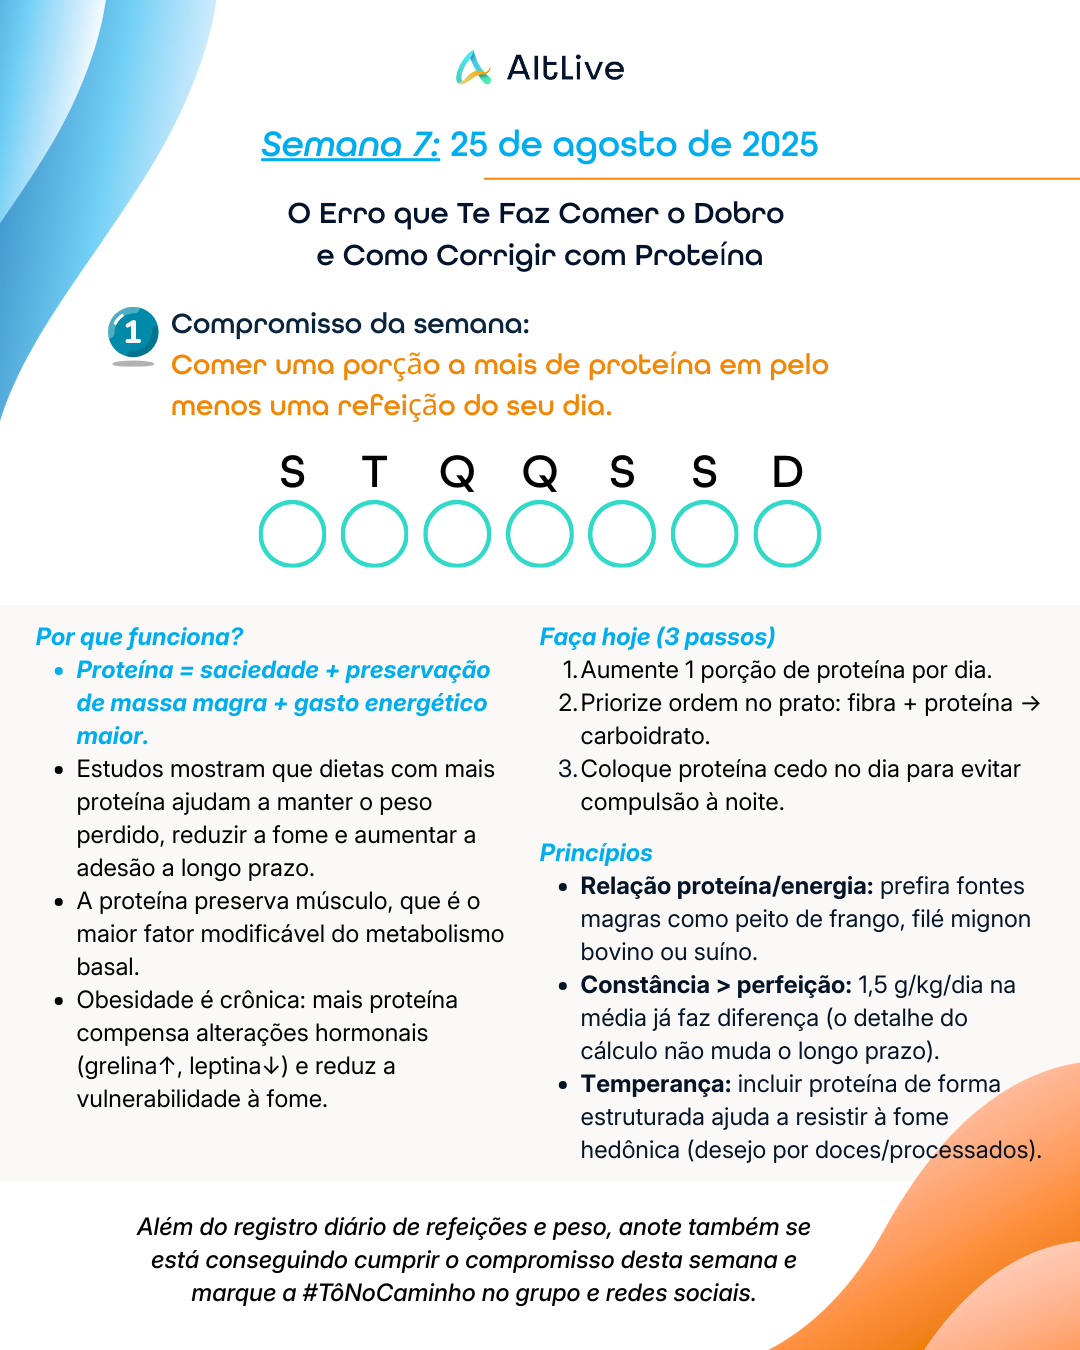 AltLive
Semana 7: 25 de agosto de 2025
O Erro que Te Faz Comer o Dobro
e Como Corrigir com Proteína
1
Compromisso da semana:
Comer uma porção a mais de proteína em pelo
menos uma refeição do seu dia.
S T Q Q S S D
Por que funciona?
• Proteína = saciedade + preservação
de massa magra + gasto energético
maior.
• Estudos mostram que dietas com mais
proteína ajudam a manter o peso
perdido, reduzir a fome e aumentar a
adesão a longo prazo.
• A proteína preserva músculo, que é o
maior fator modificável do metabolismo
basal.
• Obesidade é crônica: mais proteína
compensa alterações hormonais
(grelina↑, leptina↓) e reduz a
vulnerabilidade à fome.
Faça hoje (3 passos)
1. Aumente 1 porção de proteína por dia.
2. Priorize ordem no prato: fibra + proteína →
carboidrato.
3. Coloque proteína cedo no dia para evitar
compulsão à noite.
Princípios
• Relação proteína/energia: prefira fontes
magras como peito de frango, filé mignon
bovino ou suíno.
• Constância > perfeição: 1,5 g/kg/dia na
média já faz diferença (o detalhe do
cálculo não muda o longo prazo).
• Temperança: incluir proteína de forma
estruturada ajuda a resistir à fome
hedônica (desejo por doces/processados).
Além do registro diário de refeições e peso, anote também se
está conseguindo cumprir o compromisso desta semana e
marque a #TôNoCaminho no grupo e redes sociais.